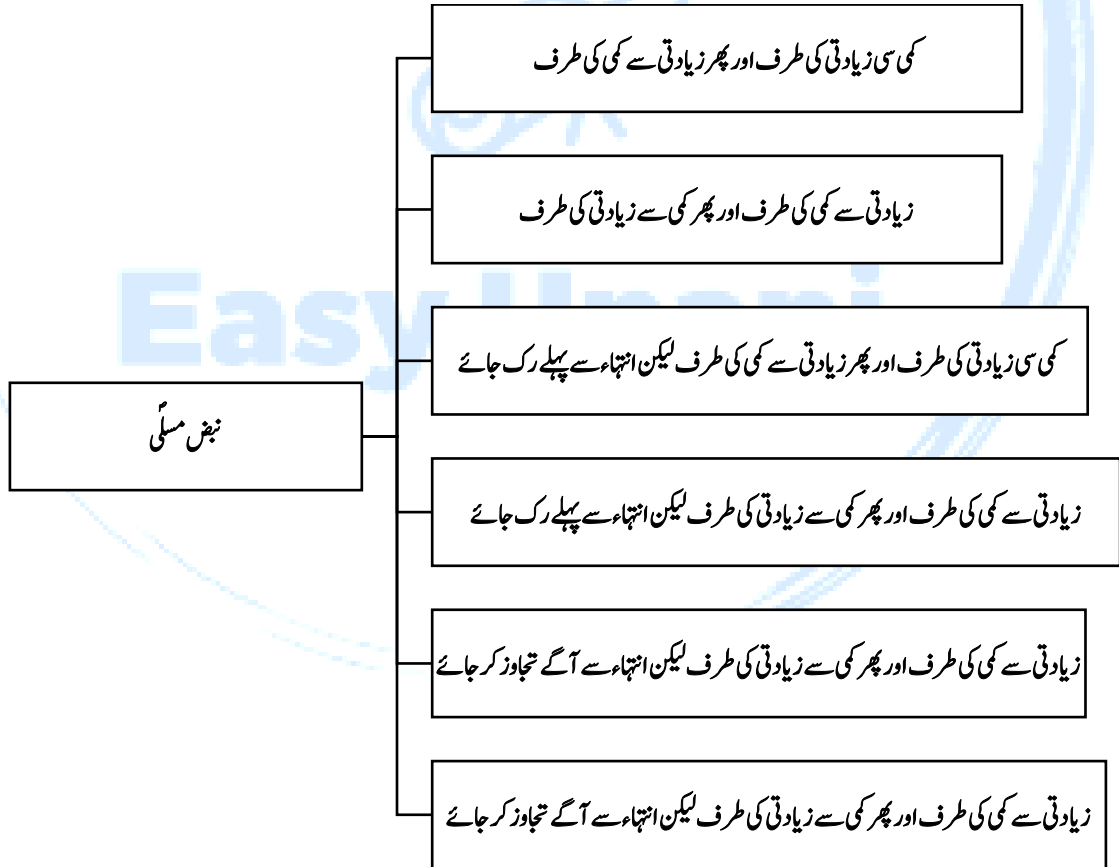 کمی سی زیادتی کی طرف اور پھر زیادتی سے کمی کی طرف
زیادتی سے کمی کی طرف اور پھر کمی سے زیادتی کی طرف
کمی سی زیادتی کی طرف اور پھر زیادتی سے کمی کی طرف لیکن انتہاء سے پہلے رک جائے
نبض مسلّی
زیادتی سے کمی کی طرف اور پھر کمی سے زیادتی کی طرف لیکن انتہاء سے پہلے رک جائے
زیادتی سے کمی کی طرف اور پھر کمی سے زیادتی کی طرف لیکن انتہاء سے آگے تجاوز کر جائے
زیادتی سے کمی کی طرف اور پھر کمی سے زیادتی کی طرف لیکن انتہاء سے آگے تجاوز کر جائے
Easy Unani